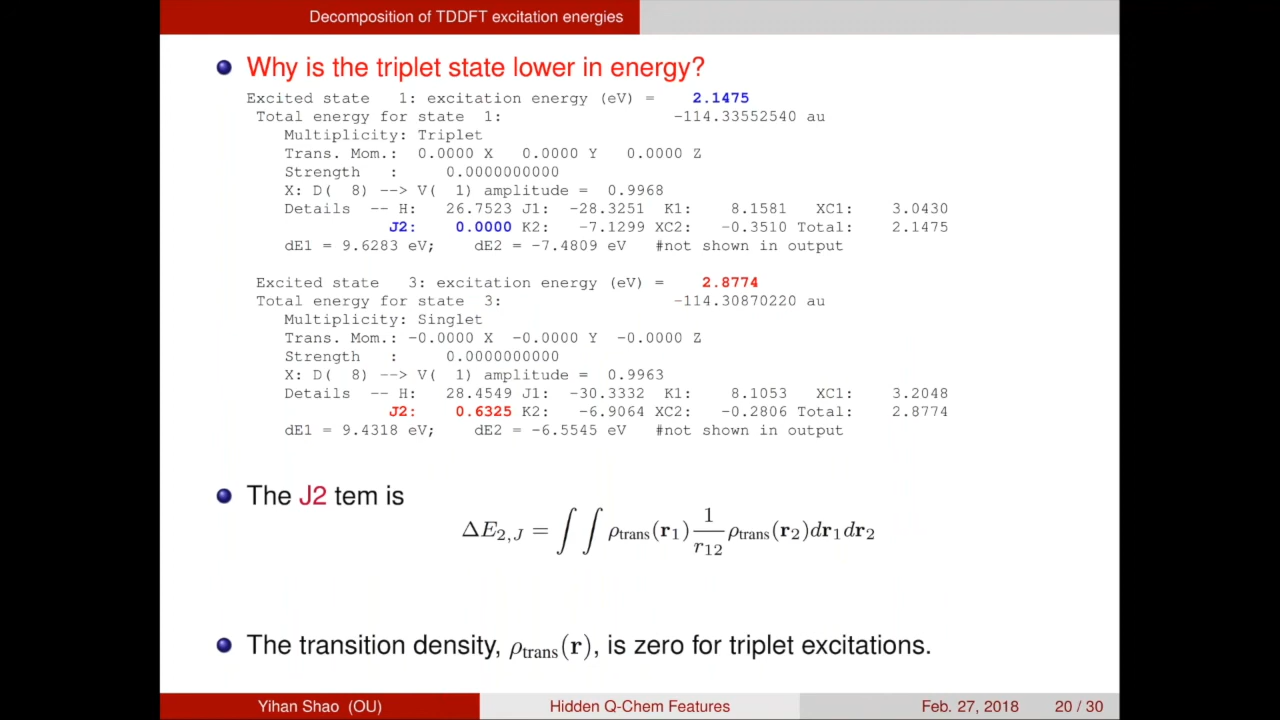 Decomposition of TDDFT excitation energies
Why is the triplet state lower in energy?
Excited state 1: excitation energy (eV) = 2.1475
Total energy for state 1: -114.33552540 au
Multiplicity: Triplet
Trans. Mom.: 0.0000 X 0.0000 Y 0.0000 Z
Strength : 0.0000000000
X: D( 8) --> V( 1) amplitude = 0.9968
Details -- H: 26.7523 J1: -28.3251 K1: 8.1581 XC1: 3.0430
J2: 0.0000 K2: -7.1299 XC2: -0.3510 Total: 2.1475
dE1 = 9.6283 eV; dE2 = -7.4809 eV #not shown in output
Excited state 3: excitation energy (eV) = 2.8774
Total energy for state 3: -114.30870220 au
Multiplicity: Singlet
Trans. Mom.: -0.0000 X -0.0000 Y -0.0000 Z
Strength : 0.0000000000
X: D( 8) --> V( 1) amplitude = 0.9963
Details -- H: 28.4549 J1: -30.3332 K1: 8.1053 XC1: 3.2048
J2: 0.6325 K2: -6.9064 XC2: -0.2806 Total: 2.8774
dE1 = 9.4318 eV; dE2 = -6.5545 eV #not shown in output
The J2 tem is
ΔE₂,J = ∫∫ ρtrans(r₁) 1/r₁₂ ρtrans(r₂)dr₁dr₂
The transition density, ρtrans(r), is zero for triplet excitations.
Yihan Shao (OU) Hidden Q-Chem Features Feb. 27, 2018 20 / 30